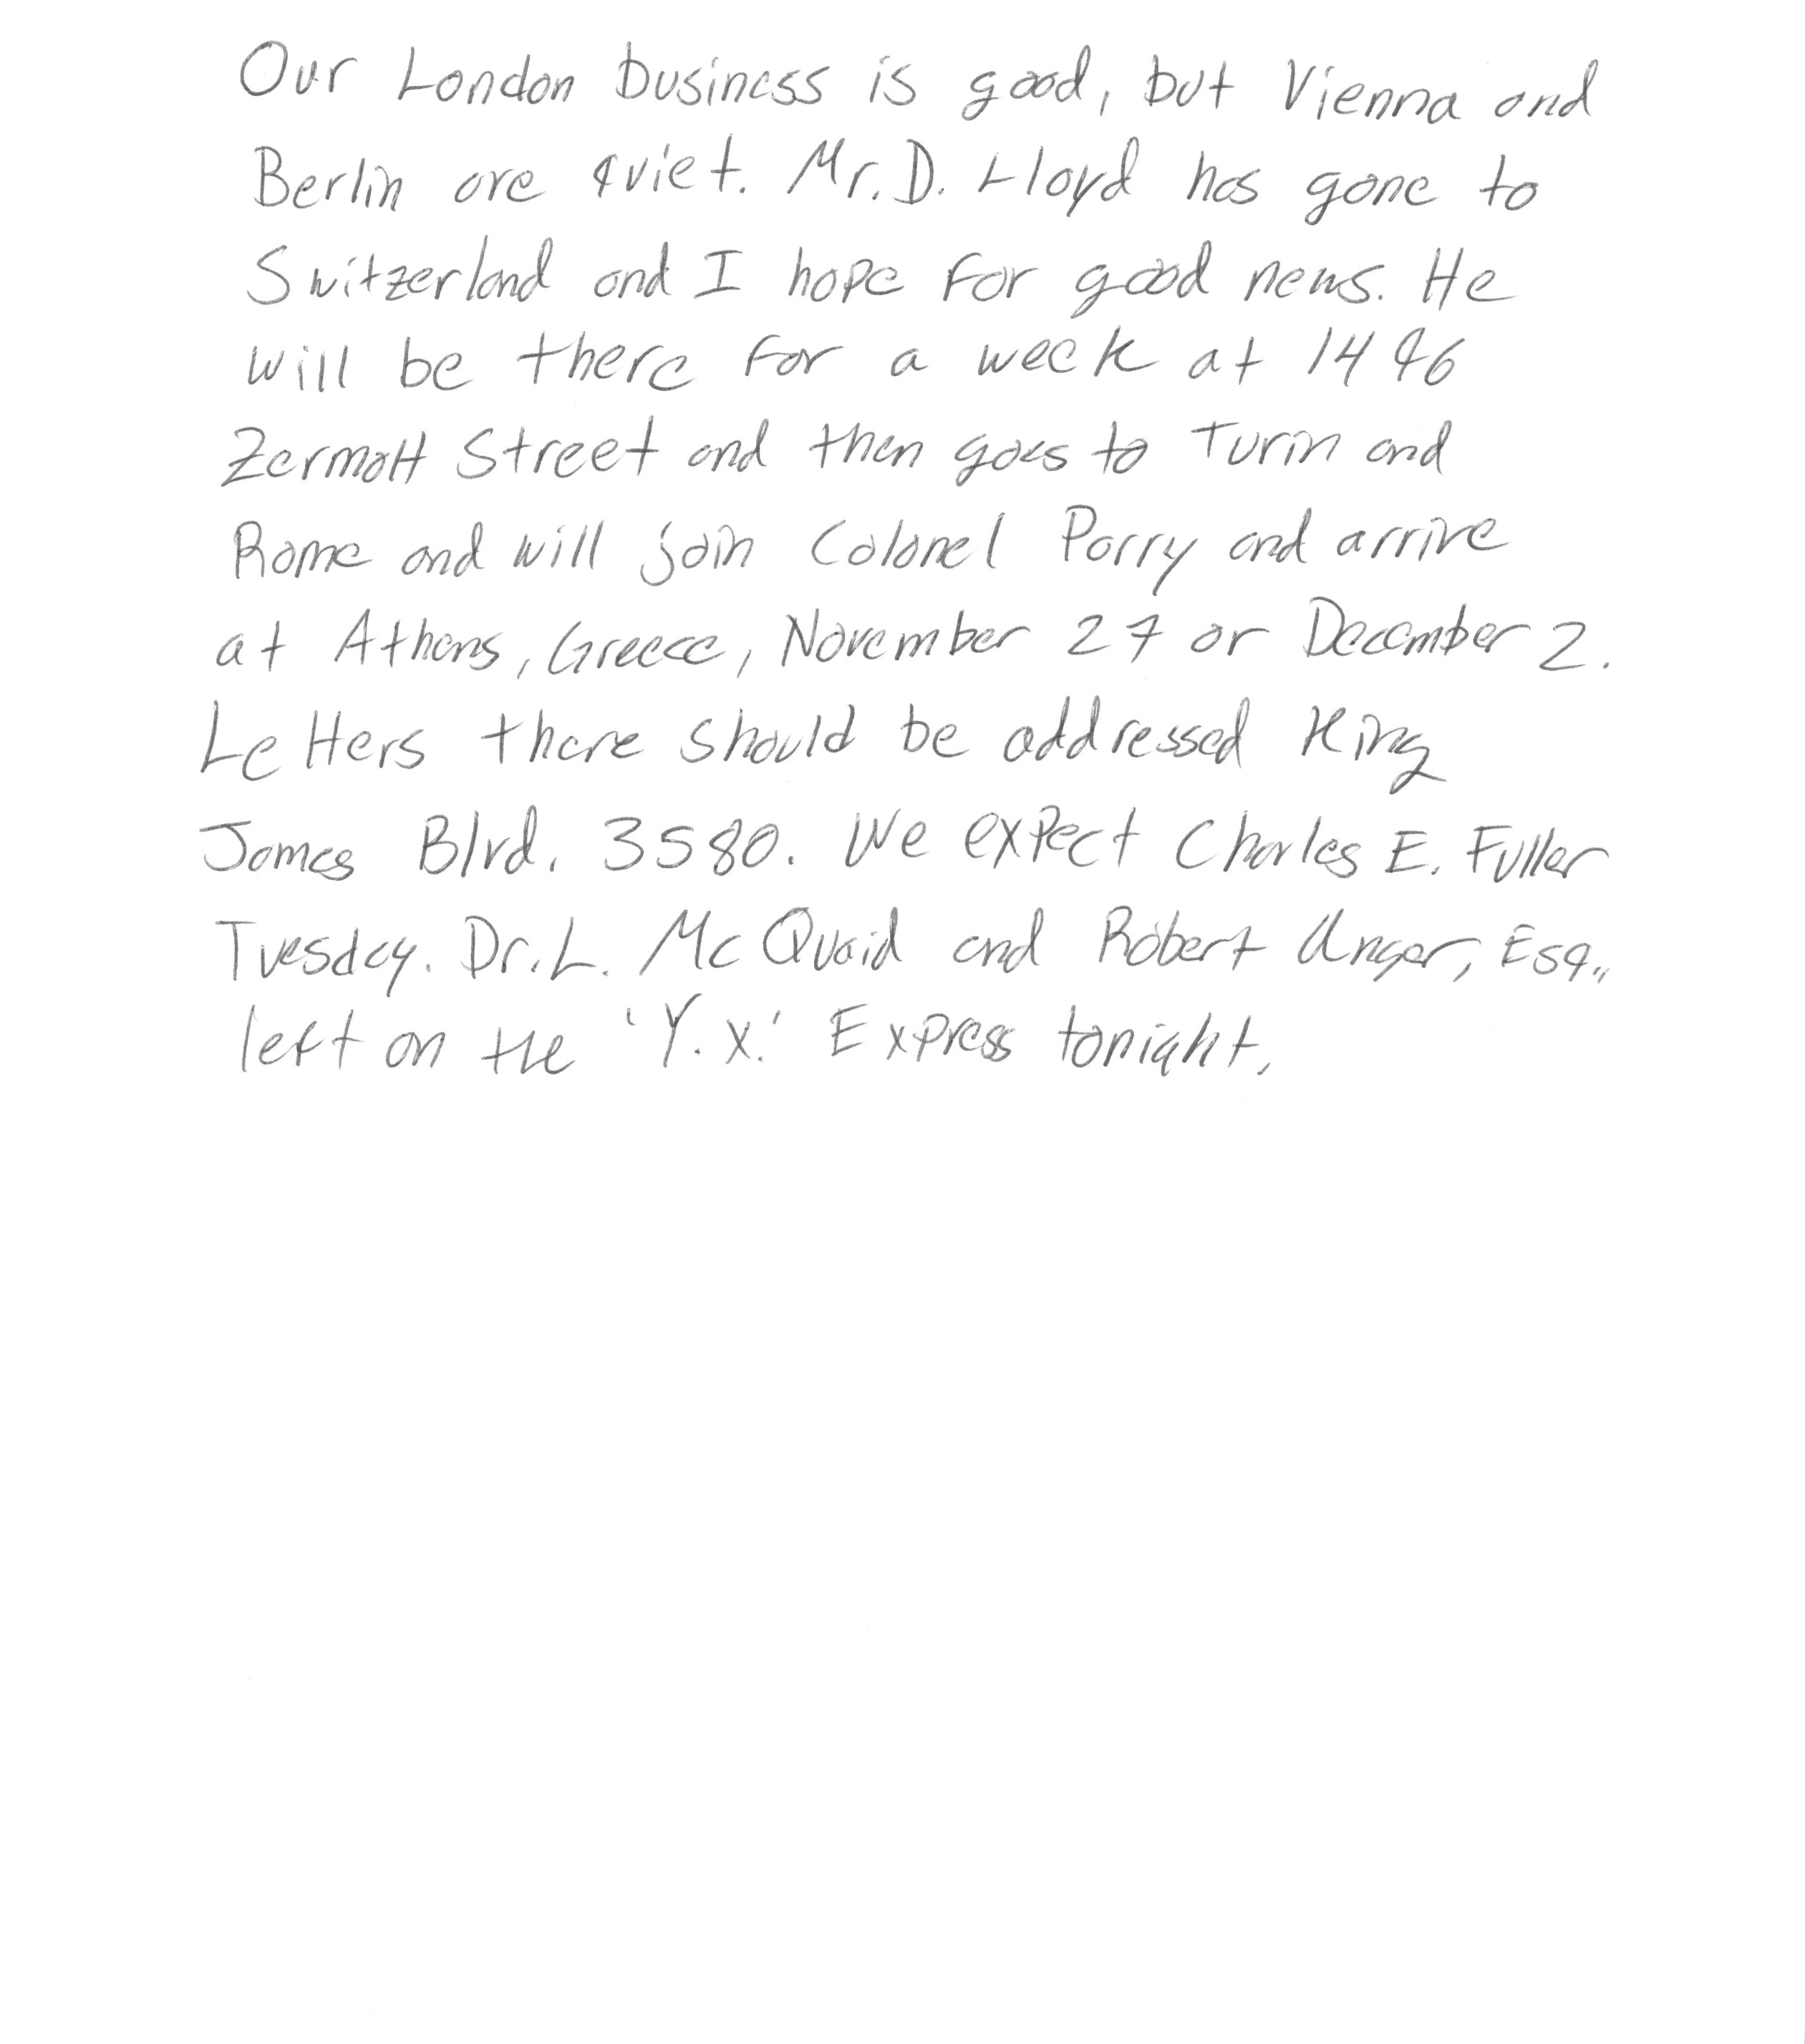 Our London business is good, but Vienna and
Berlin are quiet. Mr. D. Lloyd has gone to
Switzerland and I hope for good news. He
will be there for a week at 1496
Zermatt Street and then goes to Turin and
Rome and will join Colonel Parry and arrive
at Athens, Greece, November 27 or December 2.
Letters there should be addressed King
James Blvd. 3580. We expect Charles E. Fuller
Tuesday. Dr. L. McQuaid and Robert Unger, Esq.,
left on the 'Y.X.' Express tonight.